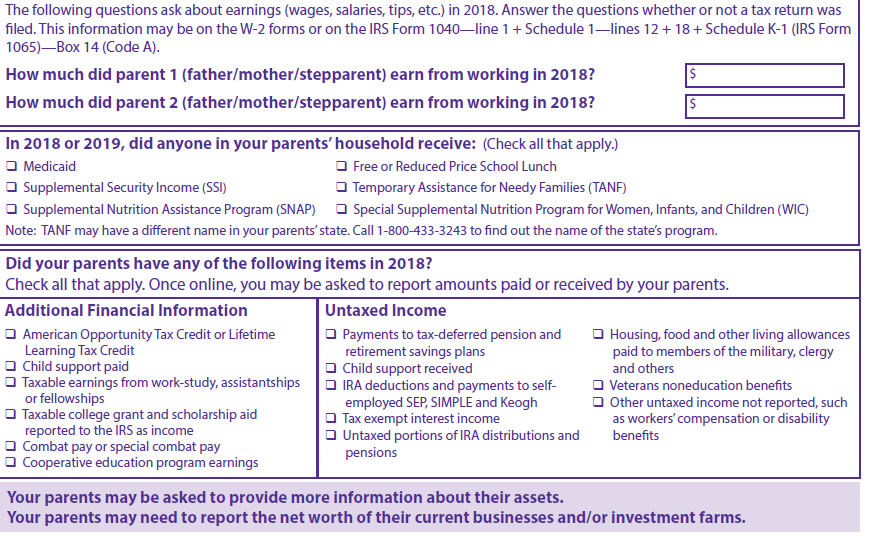 The following questions ask about earnings (wages, salaries, tips, etc.) in 2018. Answer the questions whether or not a tax return was
filed. This information may be on the W-2 forms or on the IRS Form 1040—line 1 + Schedule 1—lines 12 + 18 + Schedule K-1 (IRS Form
1065)—Box 14 (Code A).
How much did parent 1 (father/mother/stepparent) earn from working in 2018? $
How much did parent 2 (father/mother/stepparent) earn from working in 2018? $
In 2018 or 2019, did anyone in your parents' household receive: (Check all that apply.)
❏ Medicaid
❏ Supplemental Security Income (SSI)
❏ Supplemental Nutrition Assistance Program (SNAP)
❏ Free or Reduced Price School Lunch
❏ Temporary Assistance for Needy Families (TANF)
❏ Special Supplemental Nutrition Program for Women, Infants, and Children (WIC)
Note: TANF may have a different name in your parents' state. Call 1-800-433-3243 to find out the name of the state's program.
Did your parents have any of the following items in 2018?
Check all that apply. Once online, you may be asked to report amounts paid or received by your parents.
Additional Financial Information
❏ American Opportunity Tax Credit or Lifetime
Learning Tax Credit
❏ Child support paid
❏ Taxable earnings from work-study, assistantships
or fellowships
❏ Taxable college grant and scholarship aid
reported to the IRS as income
❏ Combat pay or special combat pay
❏ Cooperative education program earnings
Untaxed Income
❏ Payments to tax-deferred pension and
retirement savings plans
❏ Child support received
❏ IRA deductions and payments to self-
employed SEP, SIMPLE and Keogh
❏ Tax exempt interest income
❏ Untaxed portions of IRA distributions and
pensions
❏ Housing, food and other living allowances
paid to members of the military, clergy
and others
❏ Veterans noneducation benefits
❏ Other untaxed income not reported, such
as workers' compensation or disability
benefits
Your parents may be asked to provide more information about their assets.
Your parents may need to report the net worth of their current businesses and/or investment farms.